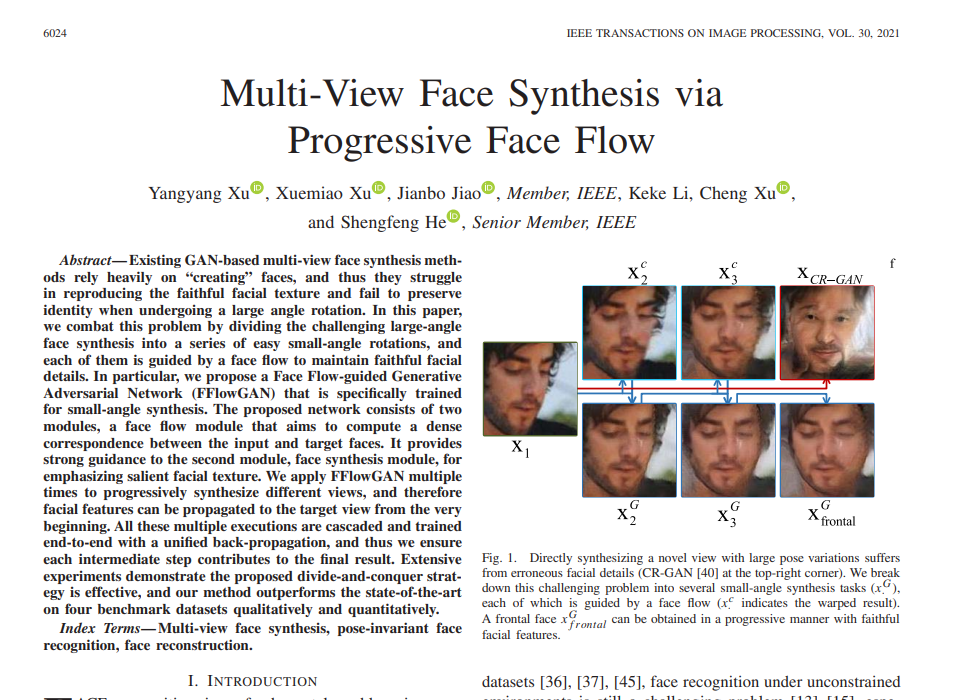 6024
IEEE TRANSACTIONS ON IMAGE PROCESSING, VOL. 30, 2021
Multi-View Face Synthesis via
Progressive Face Flow
Yangyang Xu, Xuemiao Xu, Jianbo Jiao, Member, IEEE, Keke Li, Cheng Xu,
and Shengfeng He, Senior Member, IEEE
Abstract—Existing GAN-based multi-view face synthesis meth-
ods rely heavily on “creating” faces, and thus they struggle
in reproducing the faithful facial texture and fail to preserve
identity when undergoing a large angle rotation. In this paper,
we combat this problem by dividing the challenging large-angle
face synthesis into a series of easy small-angle rotations, and
each of them is guided by a face flow to maintain faithful facial
details. In particular, we propose a Face Flow-guided Generative
Adversarial Network (FFlowGAN) that is specifically trained
for small-angle synthesis. The proposed network consists of two
modules, a face flow module that aims to compute a dense
correspondence between the input and target faces. It provides
strong guidance to the second module, face synthesis module, for
emphasizing salient facial texture. We apply FFlowGAN multiple
times to progressively synthesize different views, and therefore
facial features can be propagated to the target view from the very
beginning. All these multiple executions are cascaded and trained
end-to-end with a unified back-propagation, and thus we ensure
each intermediate step contributes to the final result. Extensive
experiments demonstrate the proposed divide-and-conquer strat-
egy is effective, and our method outperforms the state-of-the-art
on four benchmark datasets qualitatively and quantitatively.
Index Terms—Multi-view face synthesis, pose-invariant face
recognition, face reconstruction.
I. INTRODUCTION
x_2^c x_3^c x_CR−GAN f
x_1
x_2^G x_3^G x_frontal^G
Fig. 1. Directly synthesizing a novel view with large pose variations suffers
from erroneous facial details (CR-GAN [40] at the top-right corner). We break
down this challenging problem into several small-angle synthesis tasks (x_.^G),
each of which is guided by a face flow (x_.^c indicates the warped result).
A frontal face x_frontal^G can be obtained in a progressive manner with faithful
facial features.
datasets [36], [37], [45], face recognition under unconstrained